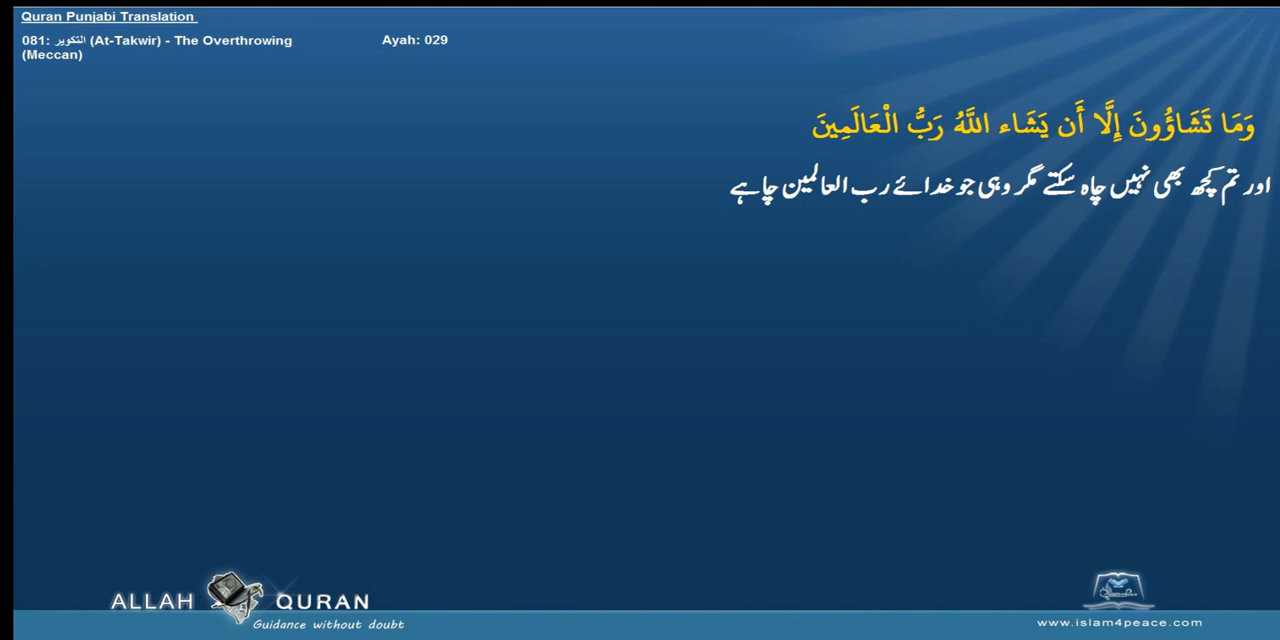 Quran Punjabi Translation
081: التكوير (At-Takwir) - The Overthrowing
(Meccan)
Ayah: 029
وَمَا تَشَاؤُونَ إِلَّا أَن يَشَاء اللَّهُ رَبُّ الْعَالَمِينَ
اور تم کچھ بھی نہیں چاہ سکتے مگر وہی جو خدائے رب العالمین چاہے
ALLAH QURAN
Guidance without doubt
www.islam4peace.com